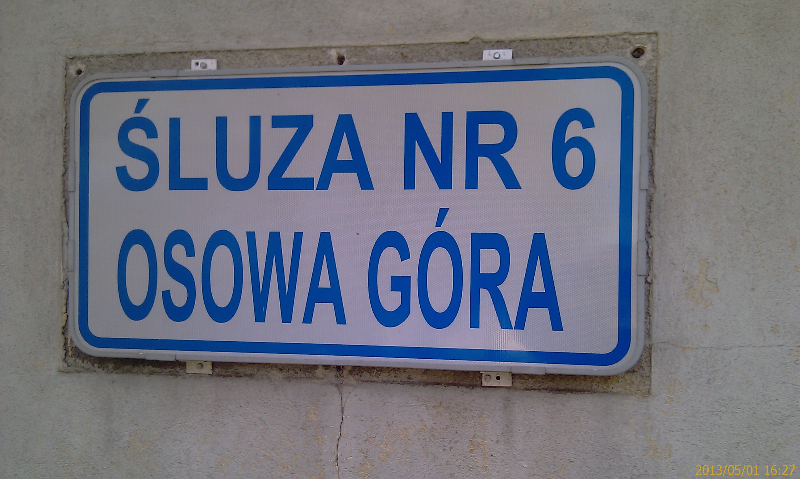 ŚLUZA NR 6
OSOWA GÓRA
2013/05/01 16:27